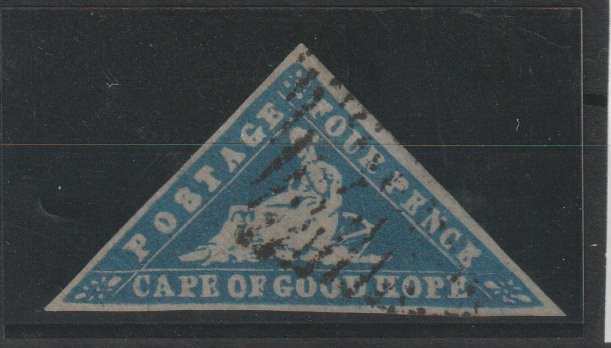 POSTAGE
FOUR PENCE
CAPE OF GOOD HOPE